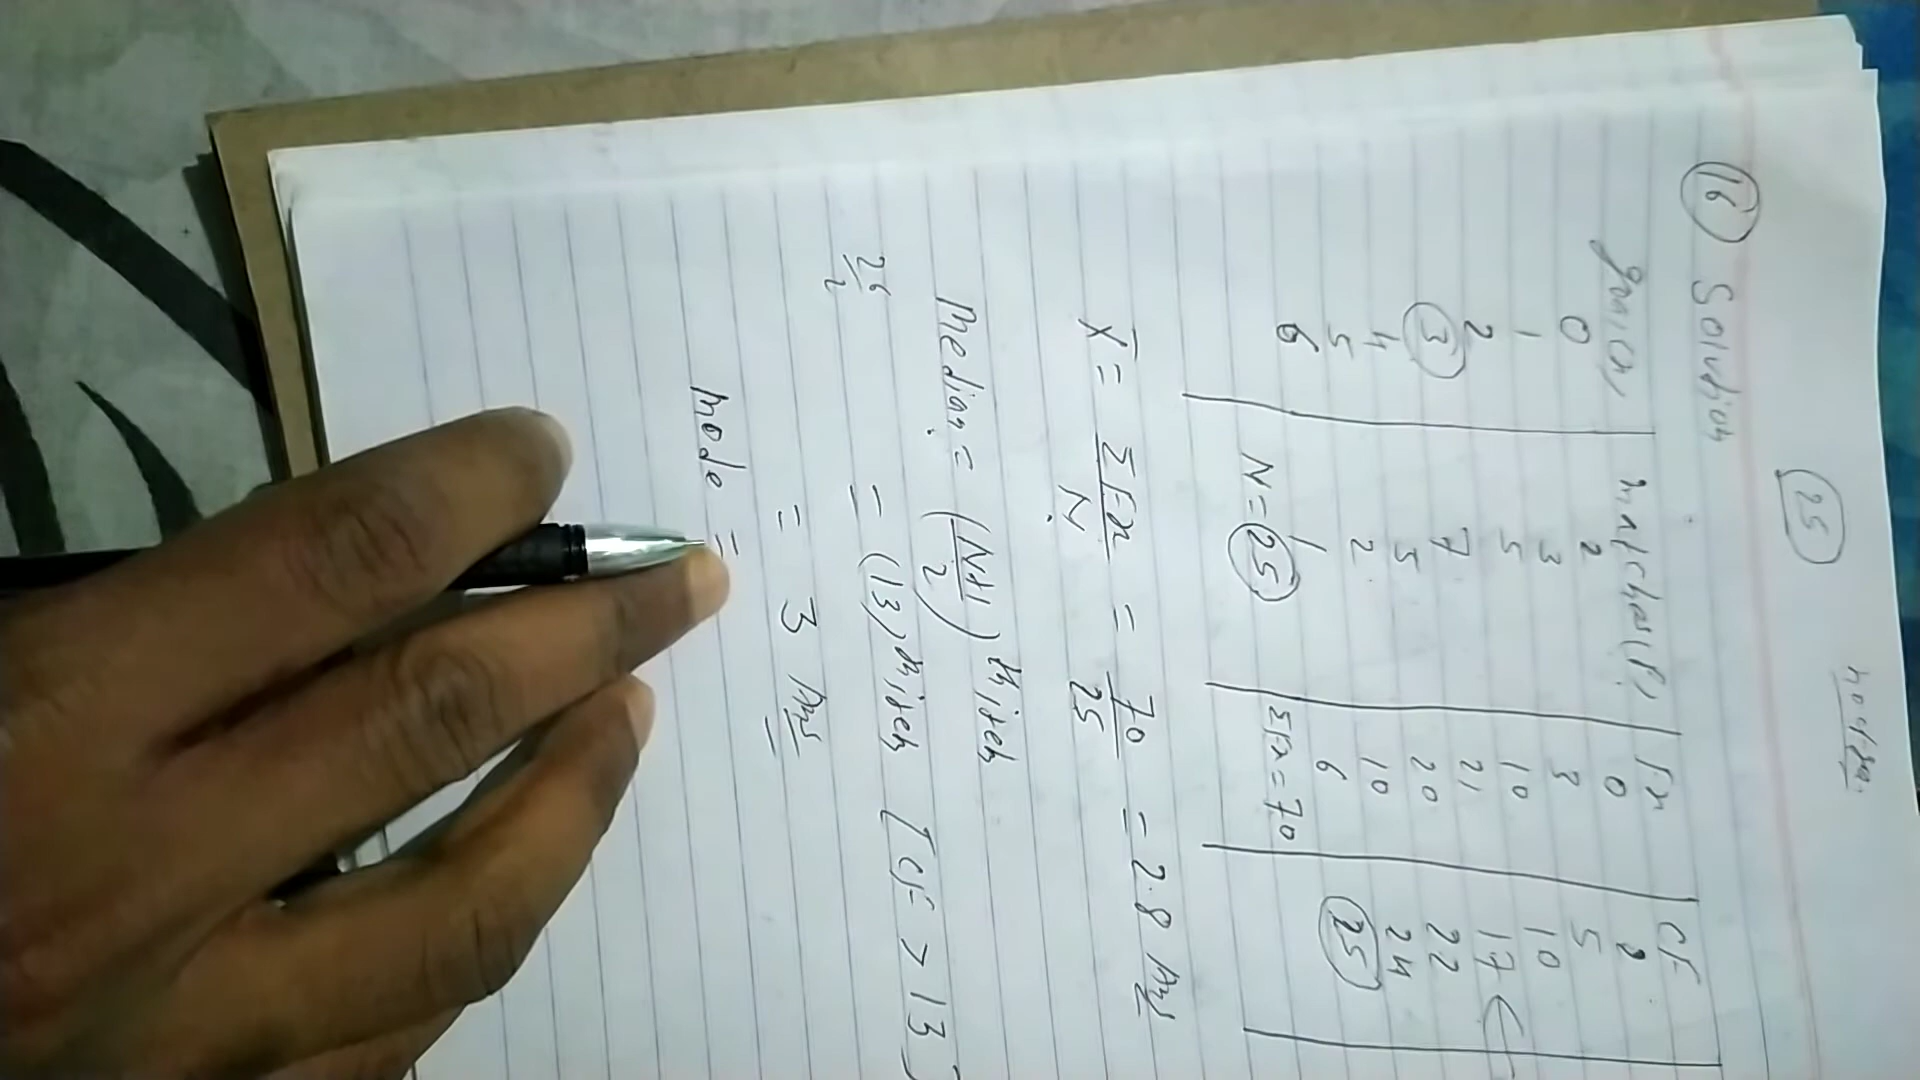 25
16 Solution
goal(x) matches(f) fx CF
0 2 0 2
1 3 3 5
2 5 10 10
3 7 21 17
4 5 20 22
5 2 10 24
6 1 6 25
N = 25 Σfx = 70
X̄ = Σfx/N = 70/25 = 2.8 Ans
Median = (N+1/2)th item
26/2 = (13)th item [CF > 13]
= 3 Ans
Mode =